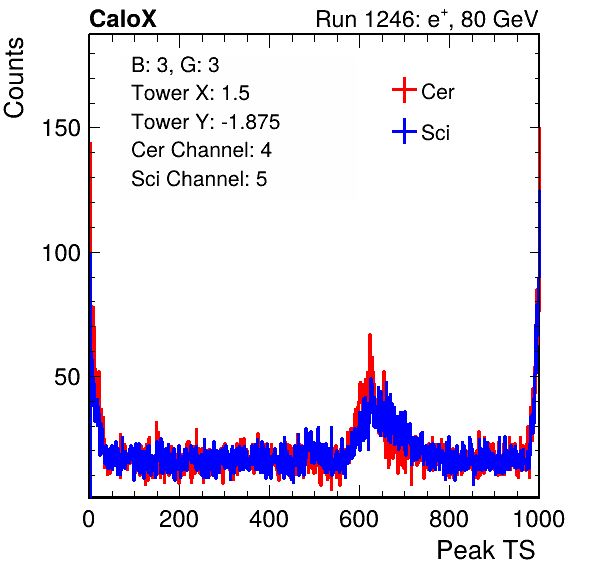 CaloX Run 1246: e⁺, 80 GeV
B: 3, G: 3
Tower X: 1.5
Tower Y: -1.875
Cer Channel: 4
Sci Channel: 5
Cer
Sci
Counts
150
100
50
0 200 400 600 800 1000
Peak TS